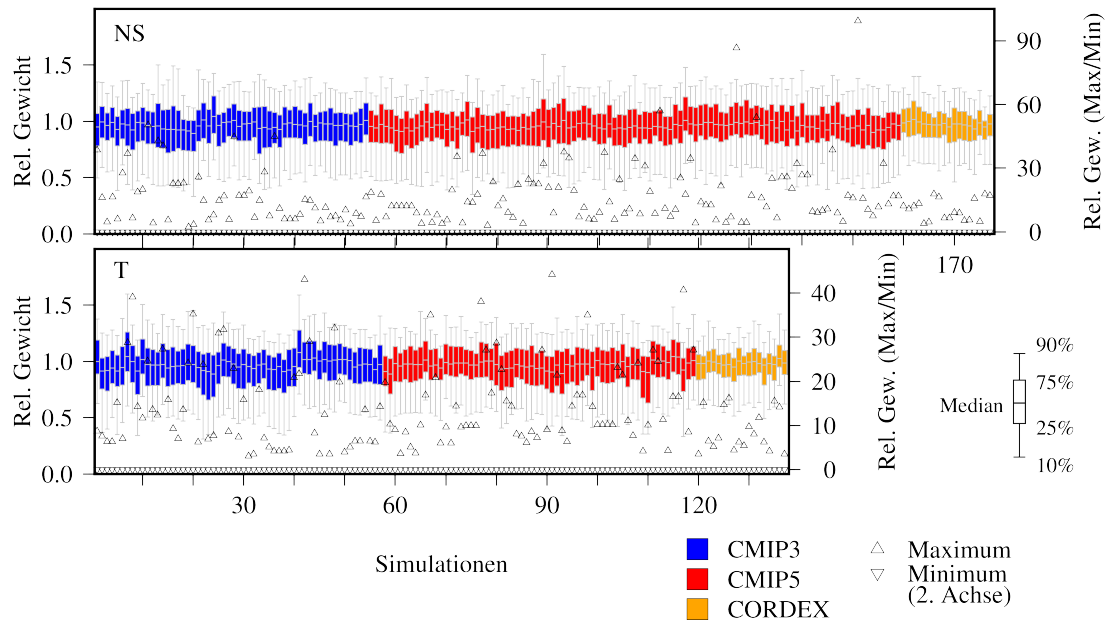 NS
Rel. Gewicht
1.5
1.0
0.5
0.0
90
60
30
0
Rel. Gew. (Max/Min)
170
T
Rel. Gewicht
1.5
1.0
0.5
0.0
40
30
20
10
0
Rel. Gew. (Max/Min)
30
60
90
120
Simulationen
90%
75%
Median
25%
10%
CMIP3
CMIP5
CORDEX
Maximum
Minimum
(2. Achse)